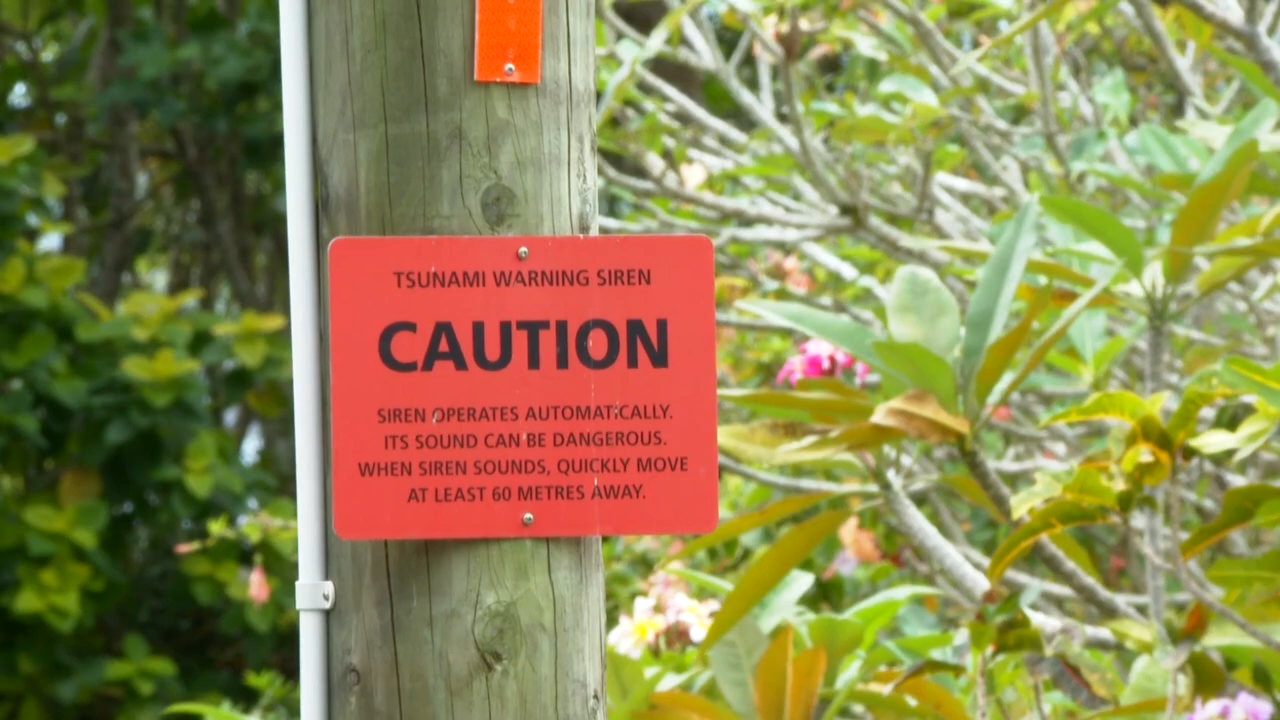 TSUNAMI WARNING SIREN
CAUTION
SIREN OPERATES AUTOMATICALLY.
ITS SOUND CAN BE DANGEROUS.
WHEN SIREN SOUNDS, QUICKLY MOVE
AT LEAST 60 METRES AWAY.